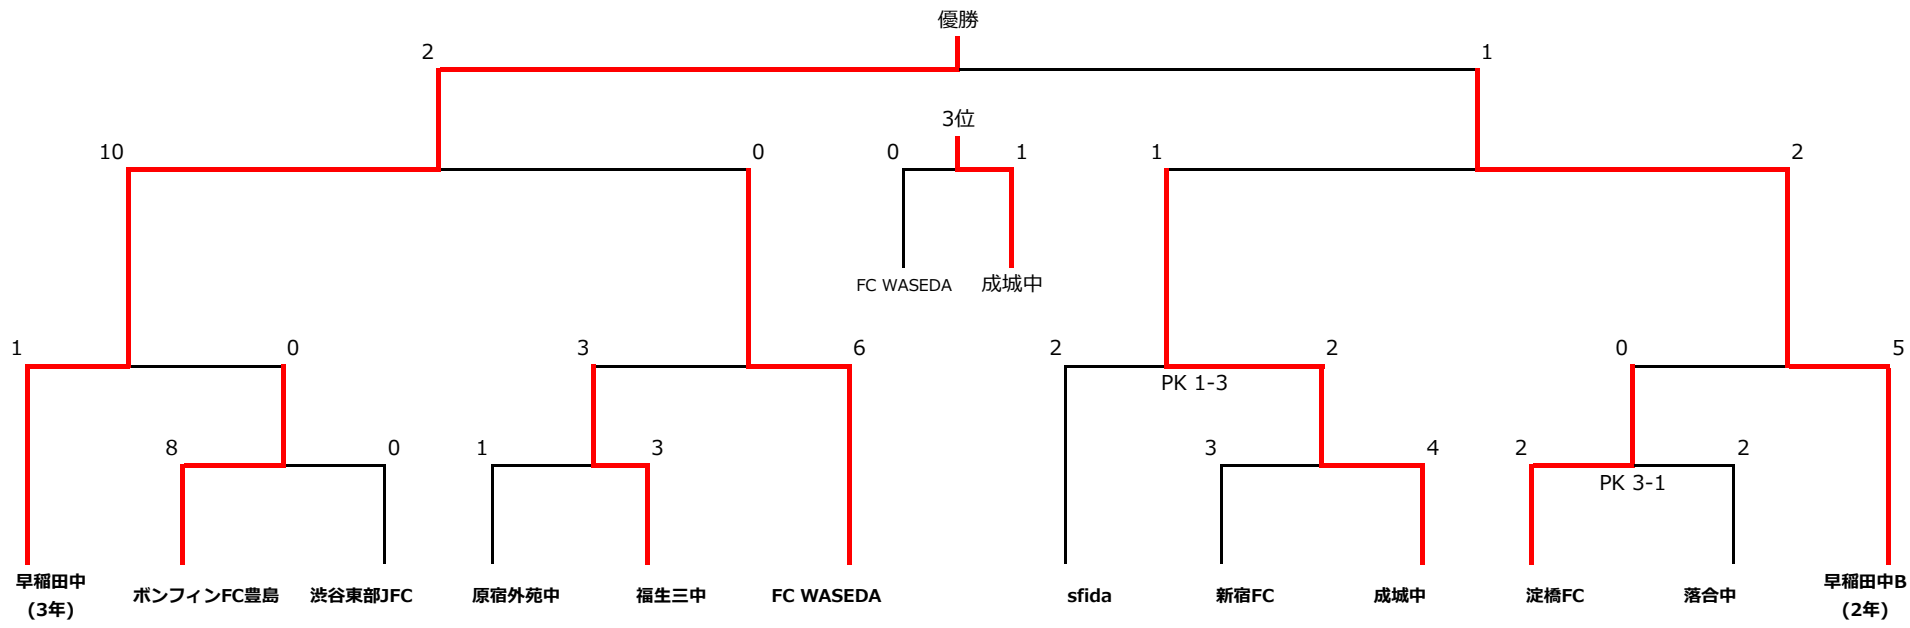 優勝
2
1
3位
10
0
0
1
1
2
FC WASEDA
成城中
1
0
3
6
2
2
0
5
PK 1-3
8
0
1
3
3
4
2
2
PK 3-1
早稲田中
(3年)
ボンフィンFC豊島
渋谷東部JFC
原宿外苑中
福生三中
FC WASEDA
sfida
新宿FC
成城中
淀橋FC
落合中
早稲田中B
(2年)